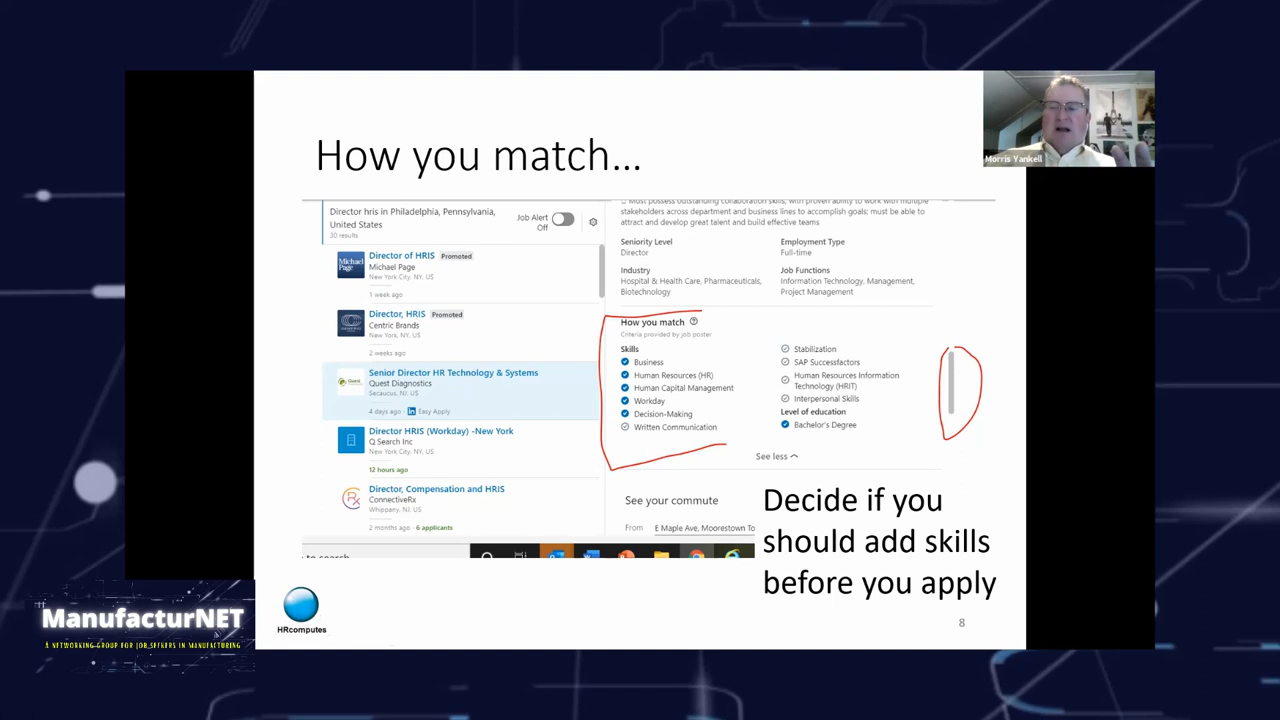 Morris Yankell
How you match...
Director hris in Philadelphia, Pennsylvania,
United States
30 results
Job Alert
Off
Director of HRIS Promoted
Michael Page
Michael Page
New York City, NY, US
1 week ago
Director, HRIS Promoted
Centric Brands
New York, NY, US
2 weeks ago
Senior Director HR Technology & Systems
Quest Diagnostics
Secaucus, NJ, US
4 days ago · in Easy Apply
Director HRIS (Workday) -New York
Q Search Inc
New York City, NY, US
12 hours ago
Director, Compensation and HRIS
ConnectiveRx
Whippany, NJ, US
2 months ago · 6 applicants
to search
Must possess outstanding collaboration skills, with proven ability to work with multiple
stakeholders across department and business lines to accomplish goals; must be able to
attract and develop great talent and build effective teams
Seniority Level
Director
Employment Type
Full-time
Industry
Hospital & Health Care, Pharmaceuticals,
Biotechnology
Job Functions
Information Technology, Management,
Project Management
How you match
Criteria provided by job poster
Skills
Business
Human Resources (HR)
Human Capital Management
Workday
Decision-Making
Written Communication
Stabilization
SAP Successfactors
Human Resources Information
Technology (HRIT)
Interpersonal Skills
Level of education
Bachelor's Degree
See less
See your commute
From E Maple Ave, Moorestown To
Decide if you
should add skills
before you apply
8
HRcomputes
ManufacturNET
A NETWORKING GROUP FOR JOB SEEKERS IN MANUFACTURING